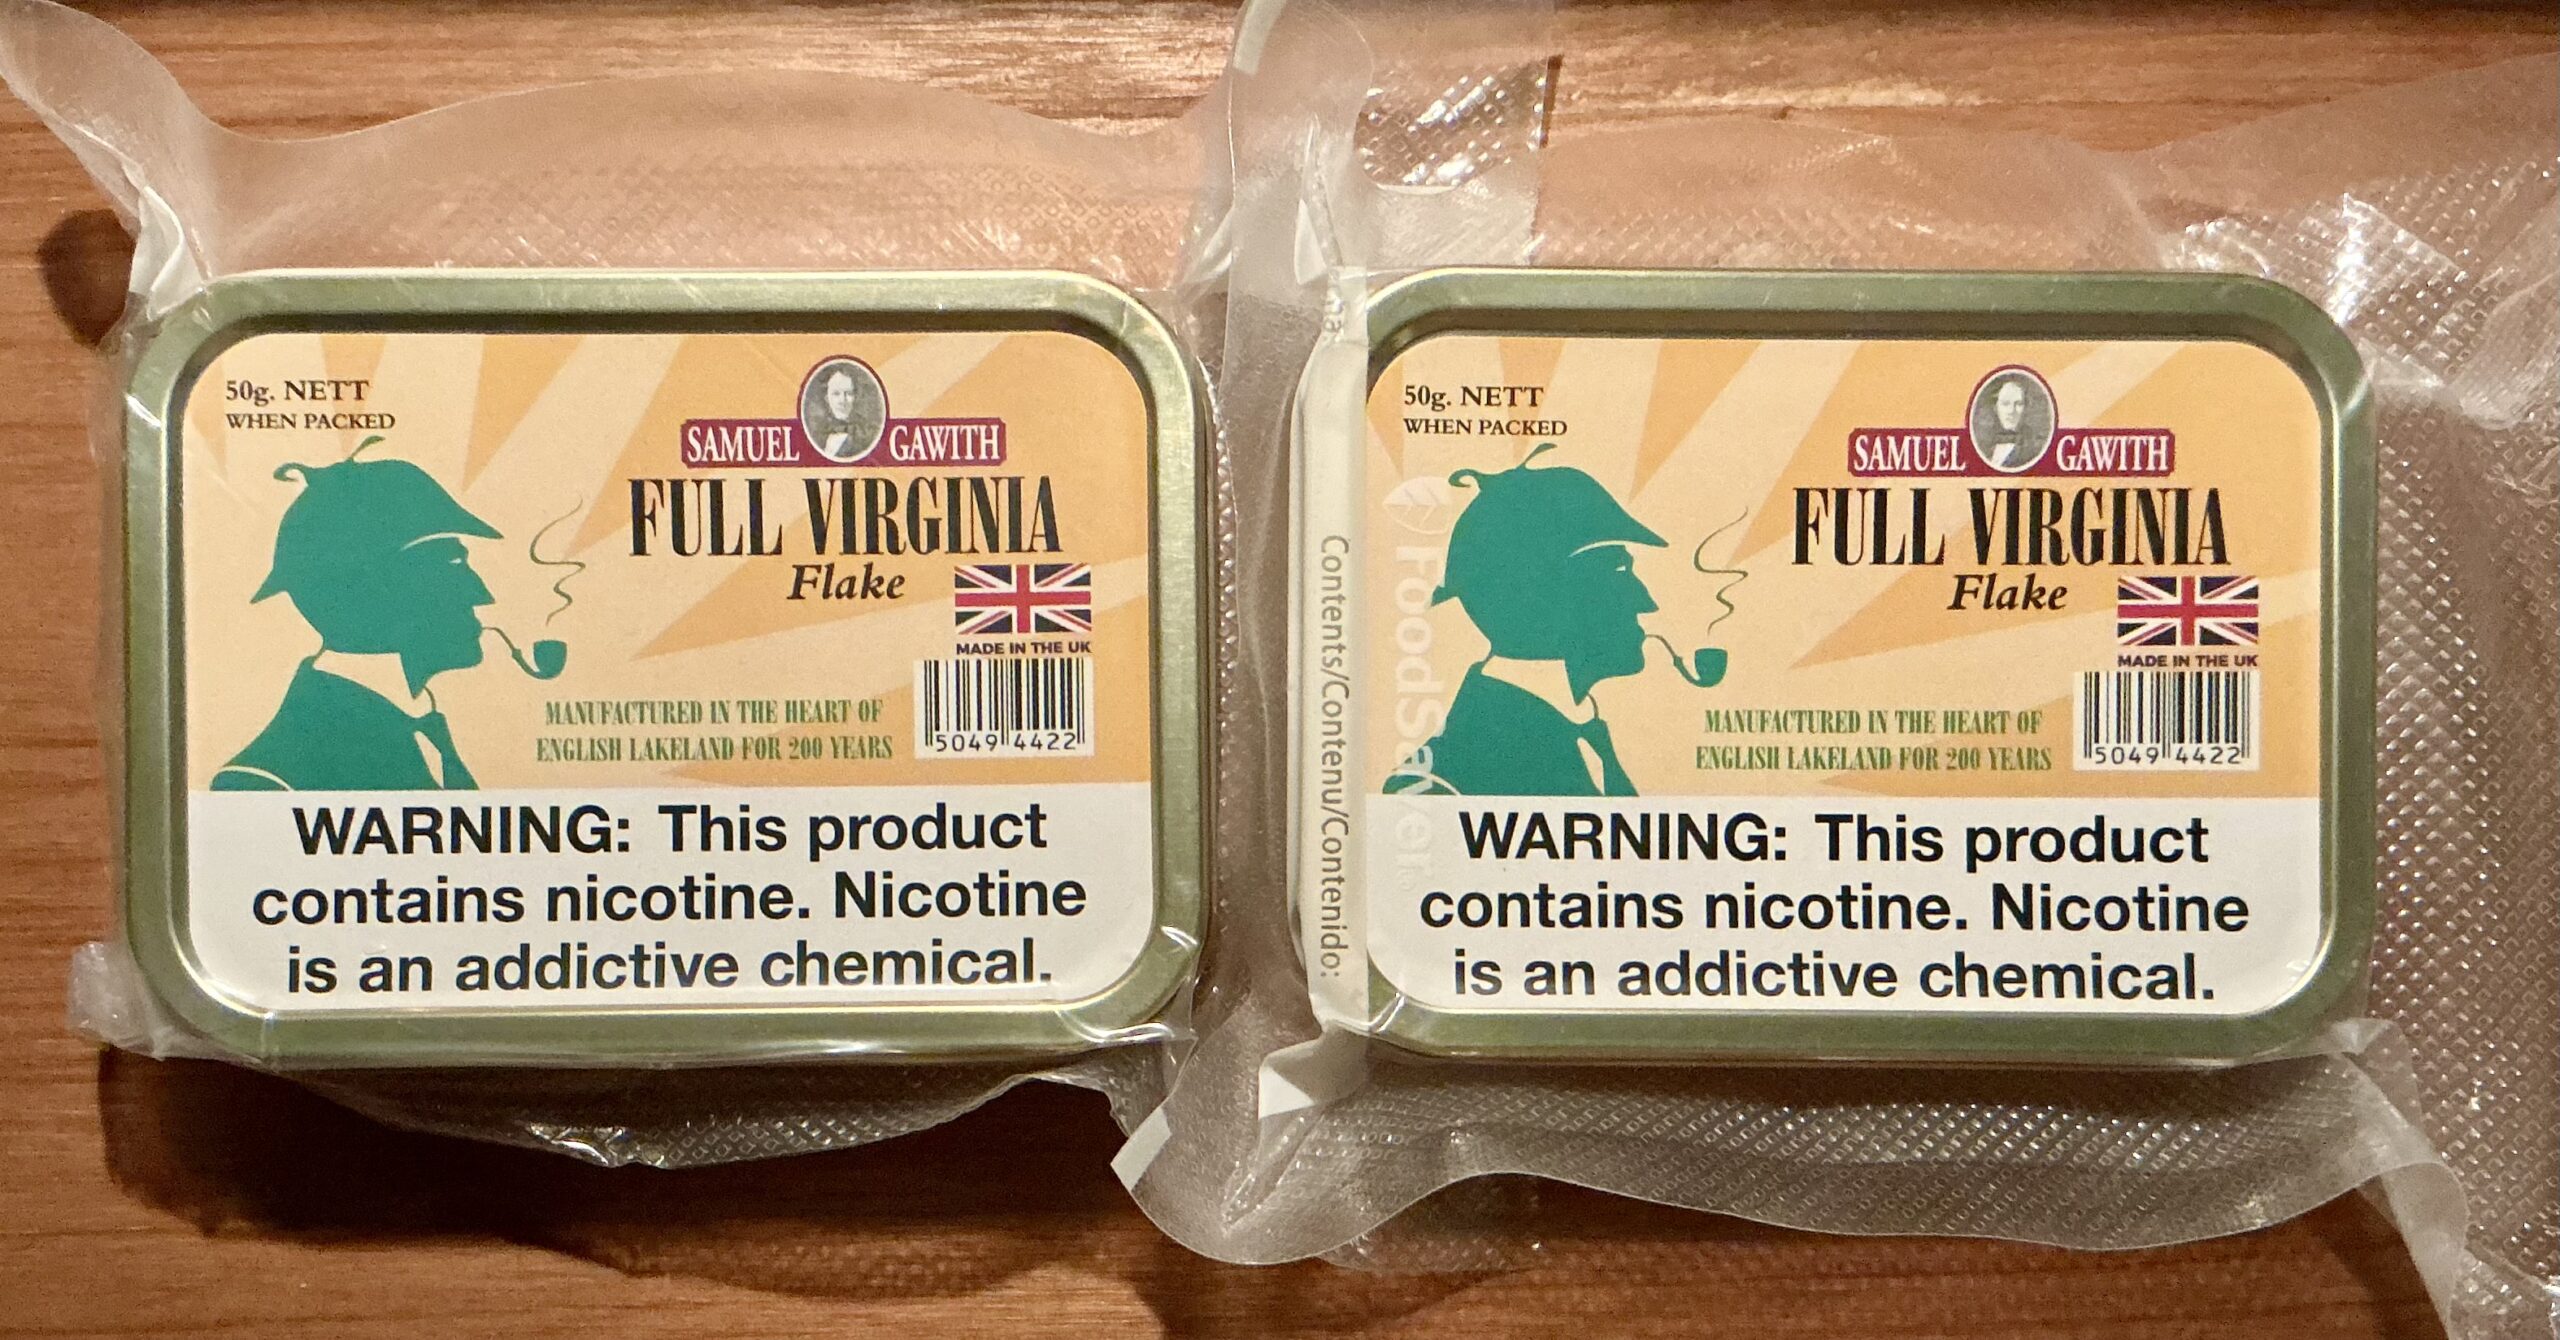 50g. NETT
WHEN PACKED
SAMUEL GAWITH
FULL VIRGINIA
Flake
MADE IN THE UK
MANUFACTURED IN THE HEART OF
ENGLISH LAKELAND FOR 200 YEARS
5049 4422
WARNING: This product
contains nicotine. Nicotine
is an addictive chemical.
Contents/Contenu/Contenido:
FoodSaver
50g. NETT
WHEN PACKED
SAMUEL GAWITH
FULL VIRGINIA
Flake
MADE IN THE UK
MANUFACTURED IN THE HEART OF
ENGLISH LAKELAND FOR 200 YEARS
5049 4422
WARNING: This product
contains nicotine. Nicotine
is an addictive chemical.